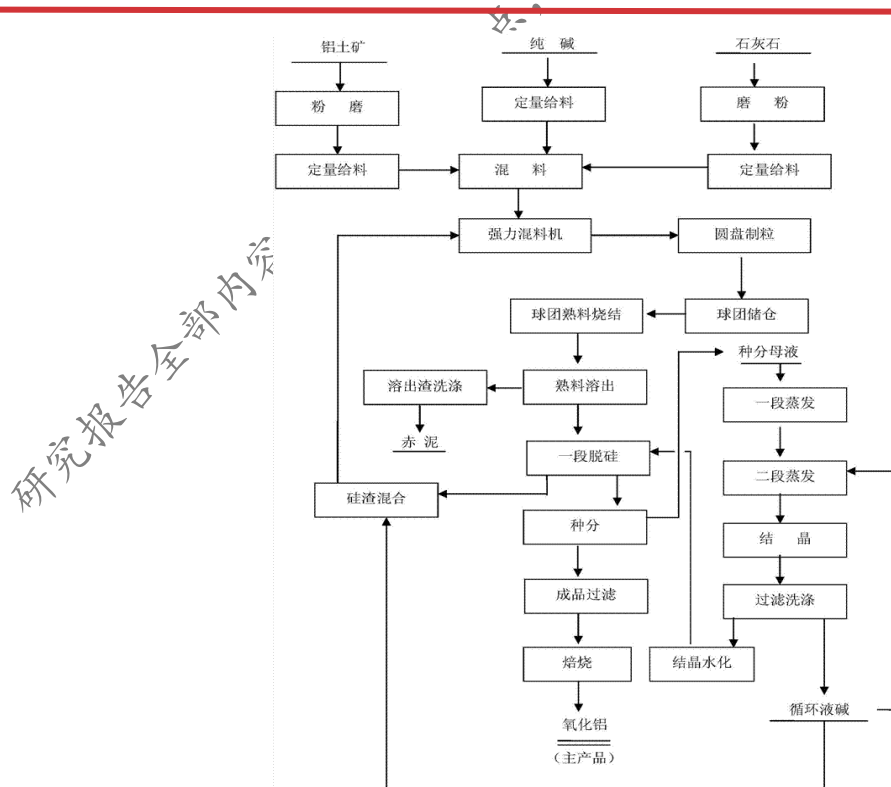 铝土矿 纯 碱 石灰石
粉 磨 定量给料 磨 粉
定量给料 混 料 定量给料
强力混料机 圆盘制粒
球团熟料烧结 球团储仓
种分母液
溶出渣洗涤 熟料溶出 一段蒸发
赤 泥 一段脱硅 二段蒸发
硅渣混合 种分 结 晶
成品过滤 过滤洗涤
焙烧 结晶水化
氧化铝 循环液碱
（主产品）
研究报告全部内容